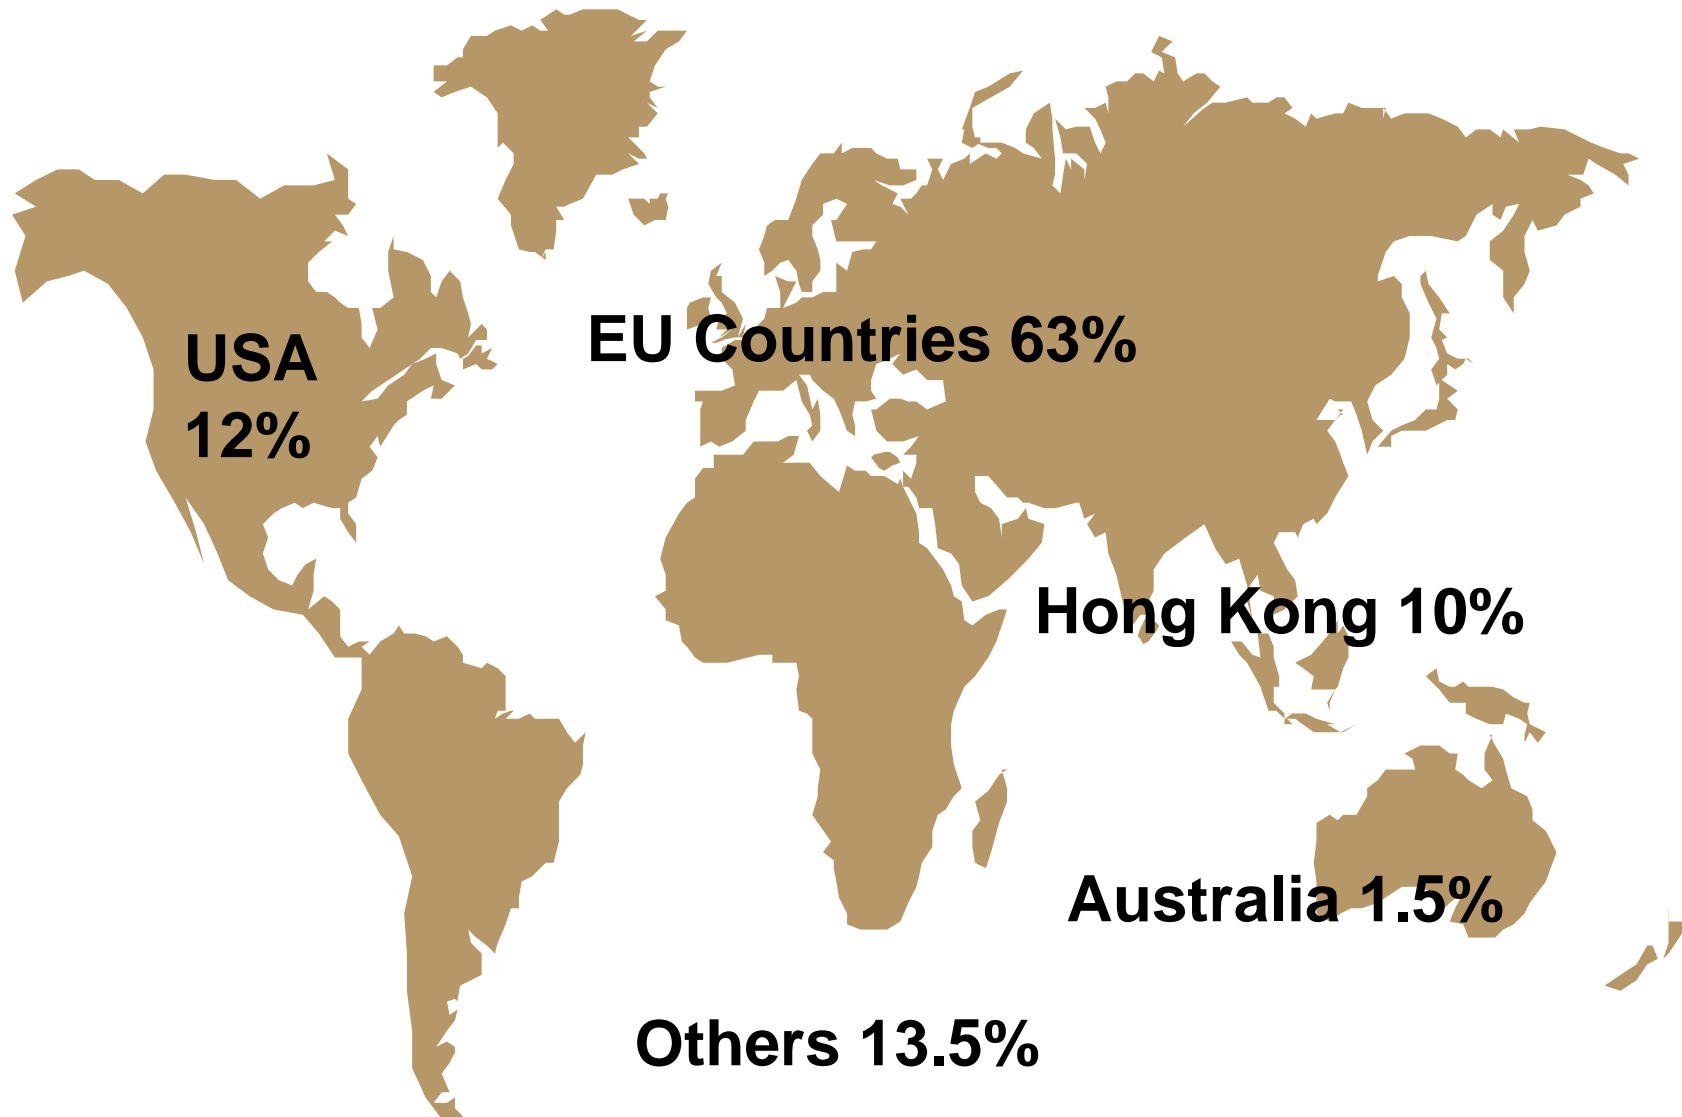 EU Countries 63%
USA
12%
Hong Kong 10%
Australia 1.5%
Others 13.5%